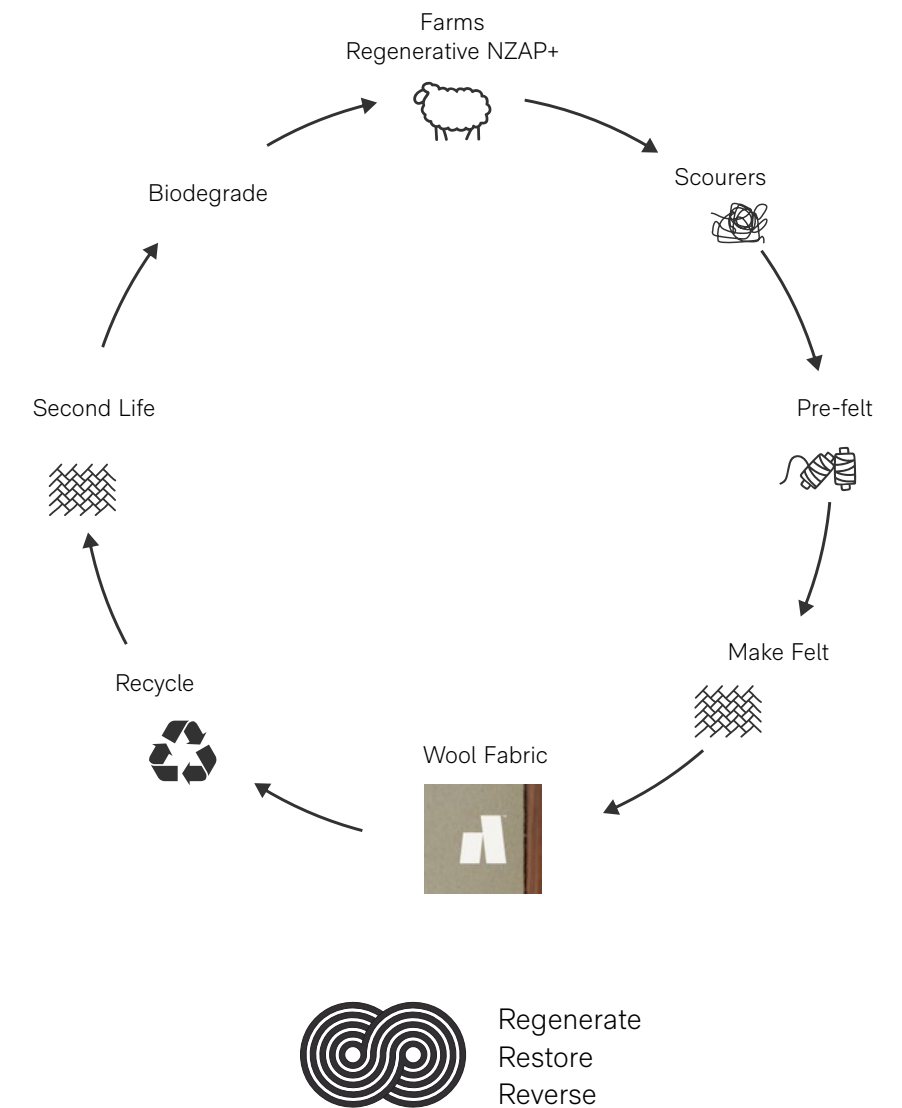 Farms
Regenerative NZAP+
Scourers
Pre-felt
Make Felt
Wool Fabric
Recycle
Second Life
Biodegrade
Regenerate
Restore
Reverse